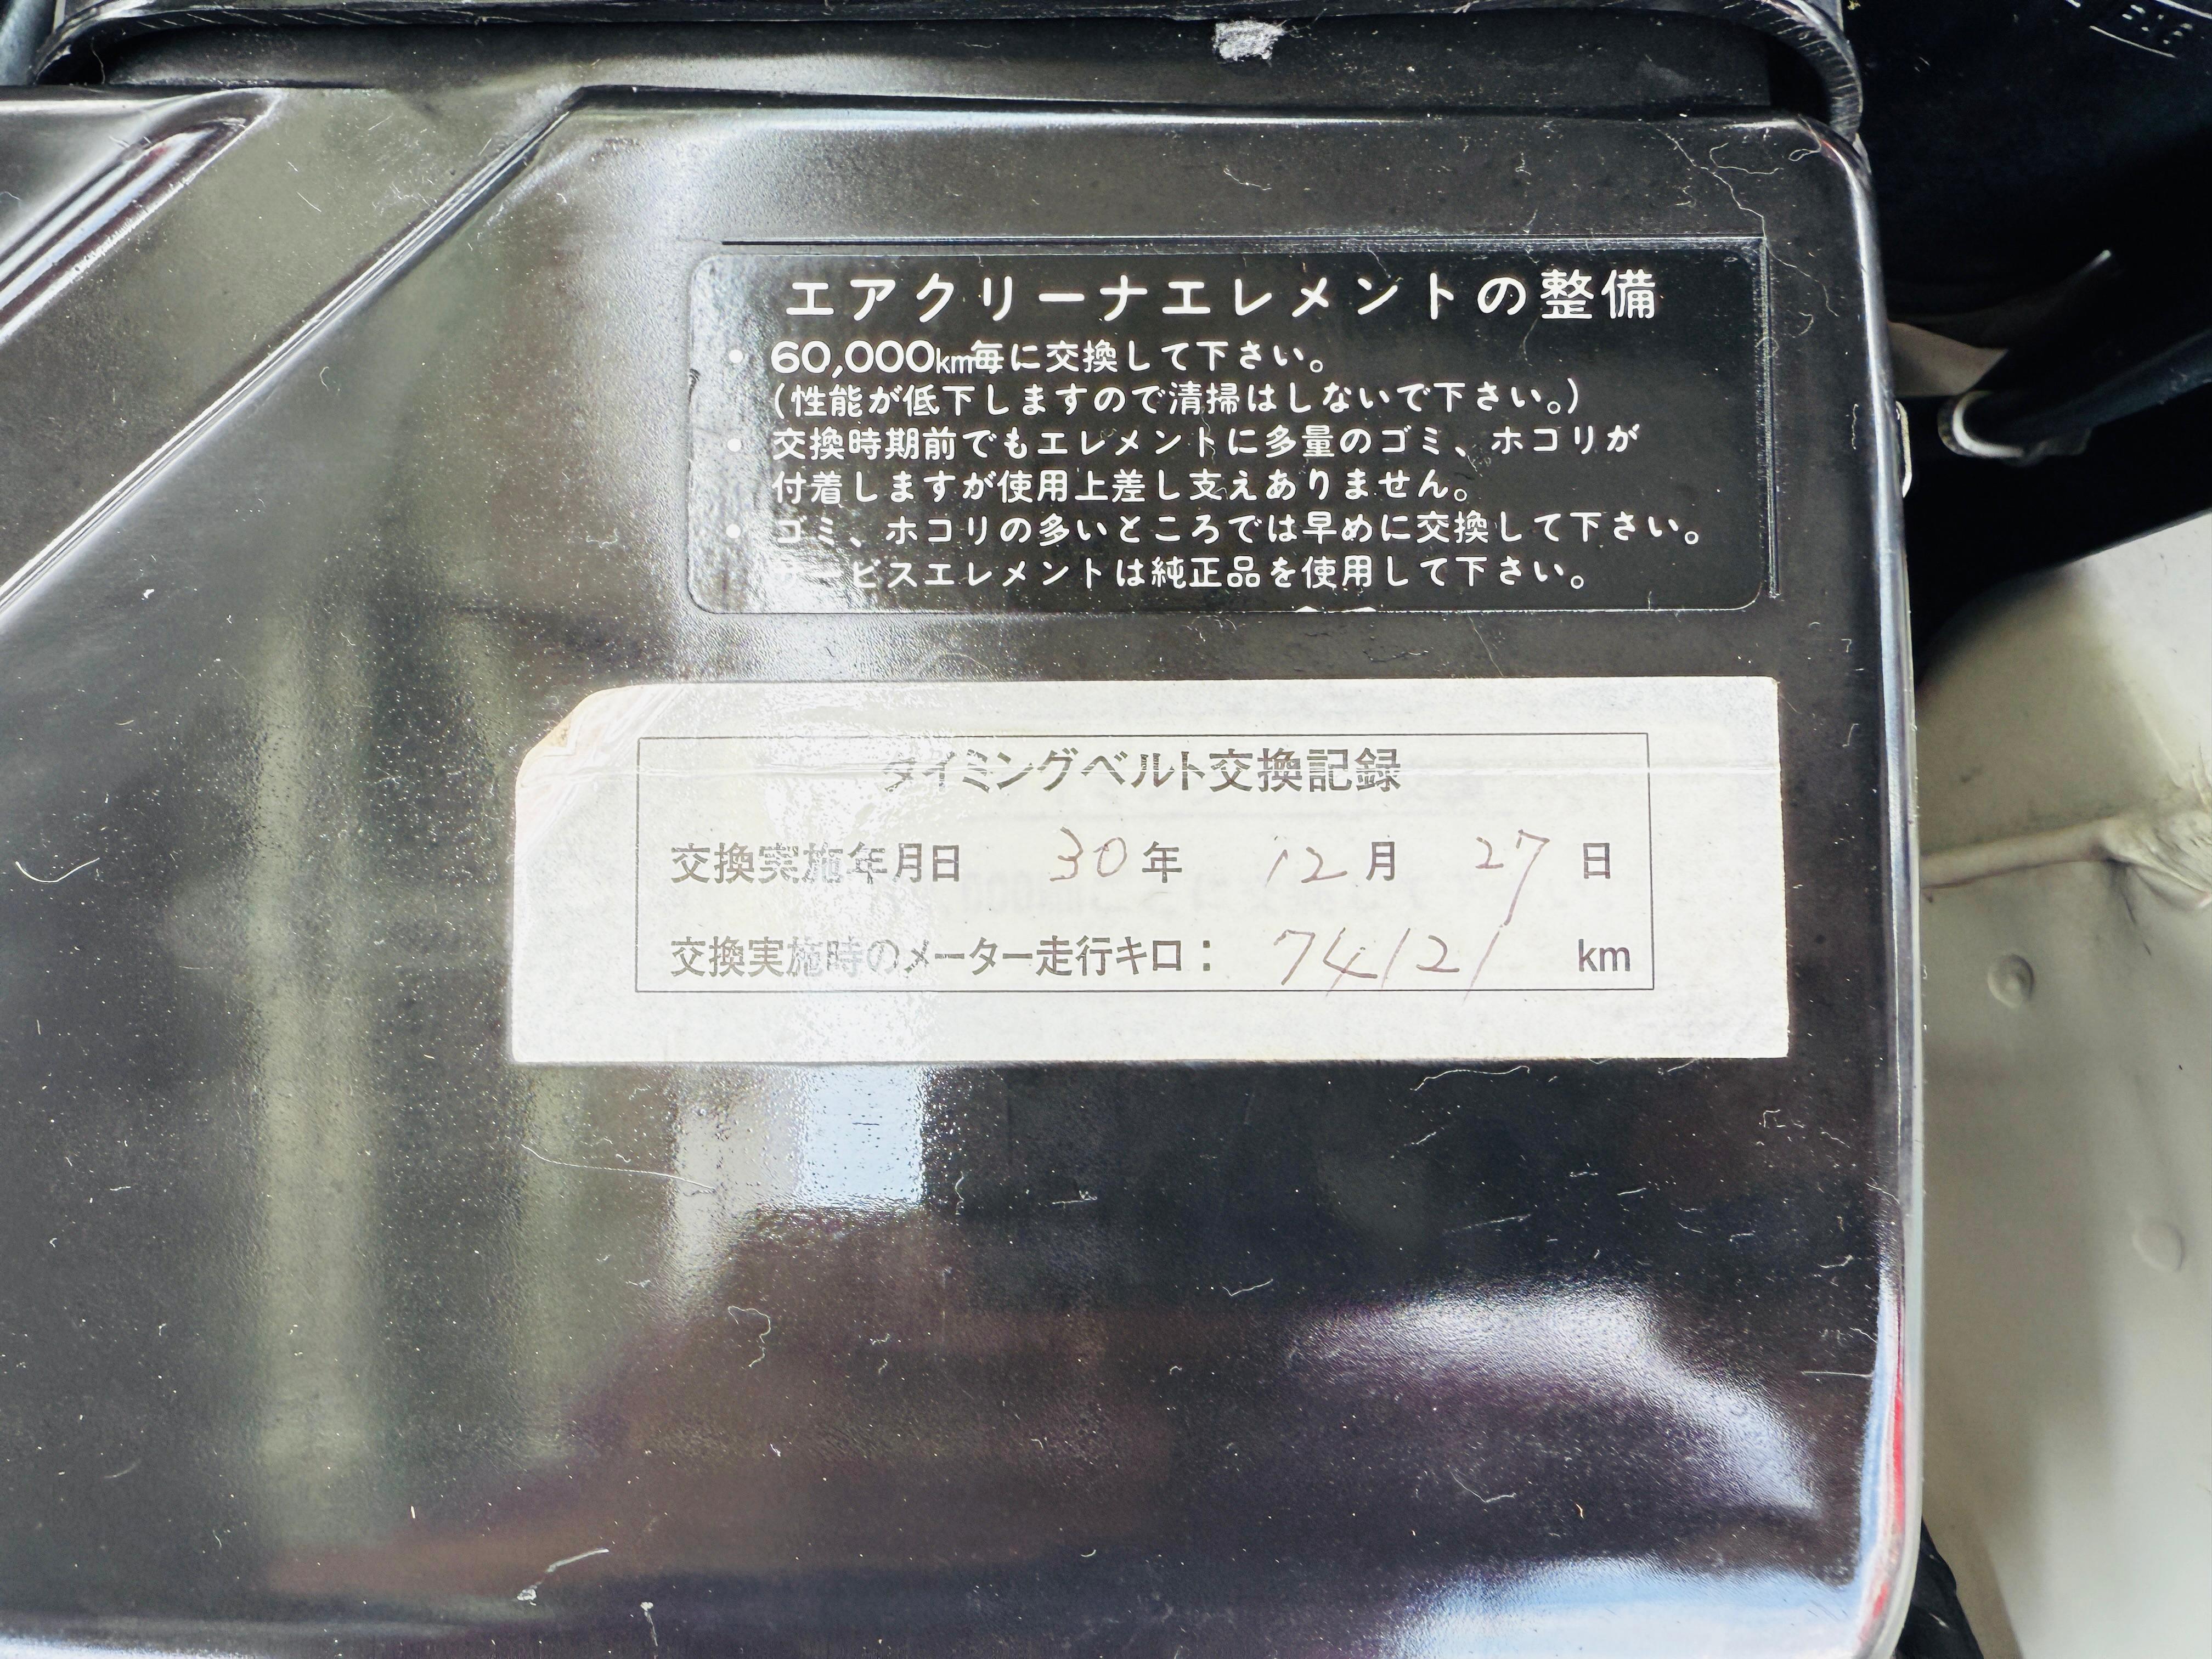 エアクリーナエレメントの整備
• 60,000km毎に交換して下さい。
(性能が低下しますので清掃はしないで下さい。)
• 交換時期前でもエレメントに多量のゴミ、ホコリが
付着しますが使用上差し支えありません。
• ゴミ、ホコリの多いところでは早めに交換して下さい。
サービスエレメントは純正品を使用して下さい。
タイミングベルト交換記録
交換実施年月日 30年 12月 27日
交換実施時のメーター走行キロ： 74121 km